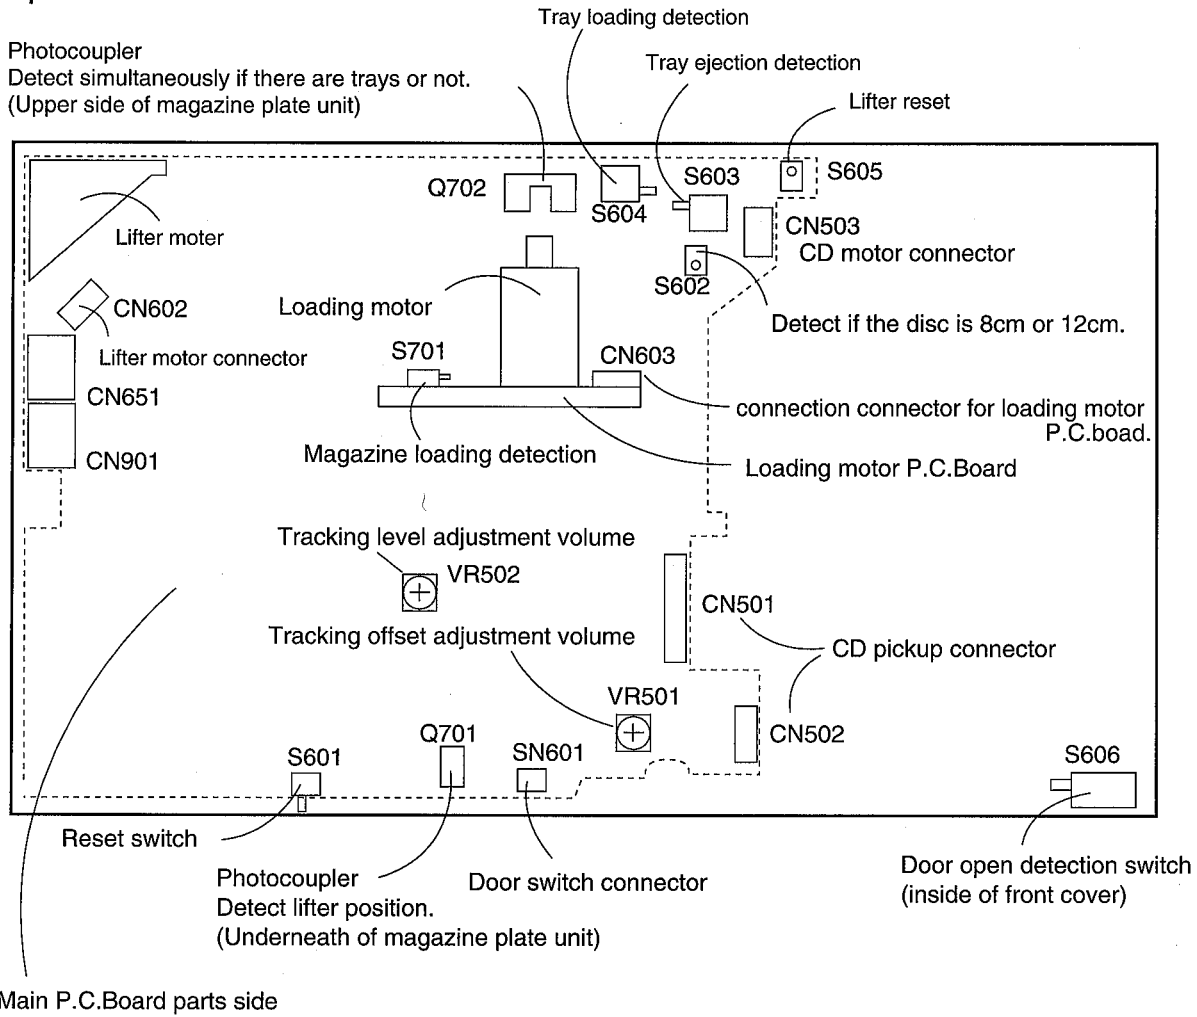 Tray loading detection
Photocoupler
Detect simultaneously if there are trays or not.
(Upper side of magazine plate unit)
Tray ejection detection
Lifter reset
Q702
S604
S603
S605
Lifter moter
CN503
CD motor connector
S602
CN602
Loading motor
Detect if the disc is 8cm or 12cm.
Lifter motor connector
S701
CN603
CN651
connection connector for loading motor
P.C.boad.
CN901
Magazine loading detection
Loading motor P.C.Board
Tracking level adjustment volume
VR502
CN501
Tracking offset adjustment volume
CD pickup connector
VR501
CN502
Q701
SN601
S601
S606
Reset switch
Door open detection switch
(inside of front cover)
Photocoupler
Detect lifter position.
(Underneath of magazine plate unit)
Door switch connector
Main P.C.Board parts side